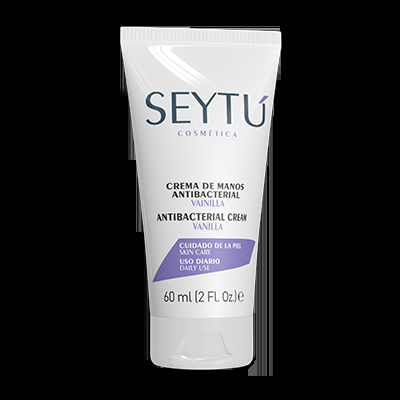 SEYTÚ
COSMÉTICA
CREMA DE MANOS
ANTIBACTERIAL
VAINILLA
ANTIBACTERIAL CREAM
VANILLA
CUIDADO DE LA PIEL
SKIN CARE
USO DIARIO
DAILY USE
60 ml (2 Fl. Oz.) e